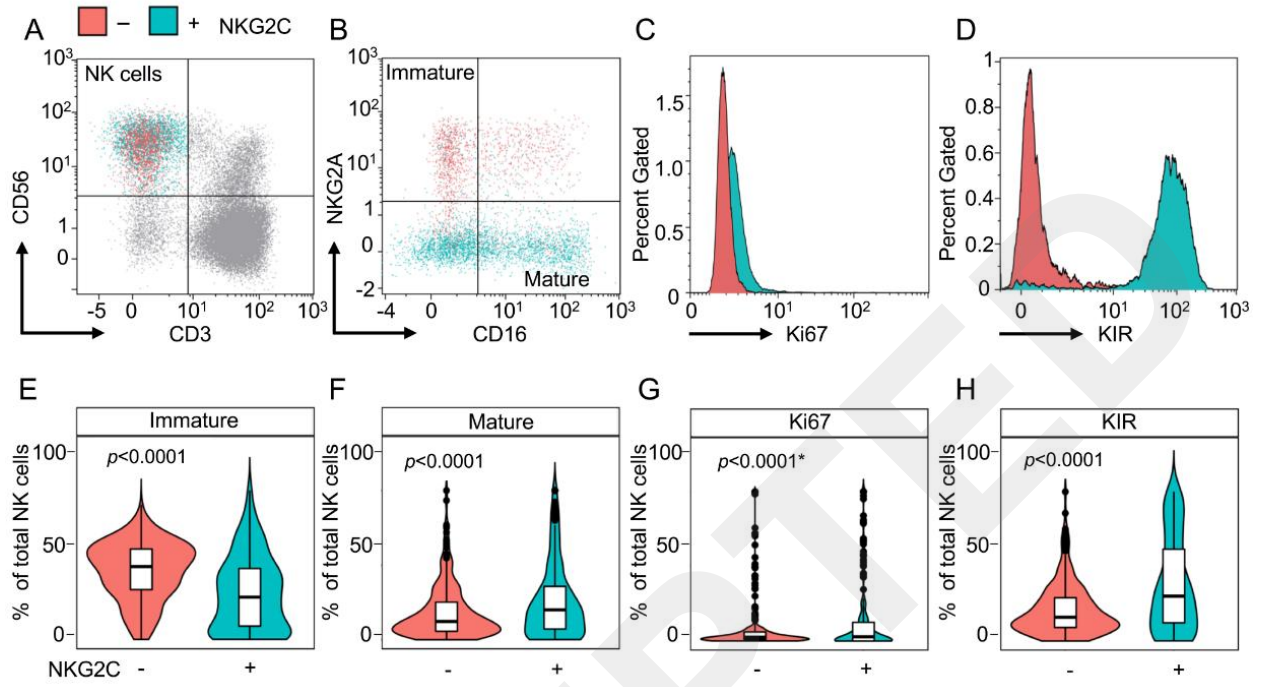 A
− + NKG2C
B
C
D
10³
10²
10¹
1
0
NK cells
CD56
-5 0 10¹ 10² 10³
CD3
10³
10²
10¹
1
0
-2
Immature
Mature
NKG2A
-4 0 10¹ 10² 10³
CD16
1.5
1.0
0.5
0
Percent Gated
0 10¹ 10²
Ki67
1
0.8
0.6
0.4
0.2
0
Percent Gated
0 10¹ 10² 10³
KIR
E
Immature
100
50
0
% of total NK cells
p<0.0001
NKG2C - +
F
Mature
100
50
0
% of total NK cells
p<0.0001
- +
G
Ki67
100
50
0
% of total NK cells
p<0.0001*
- +
H
KIR
100
50
0
% of total NK cells
p<0.0001
- +
PTED